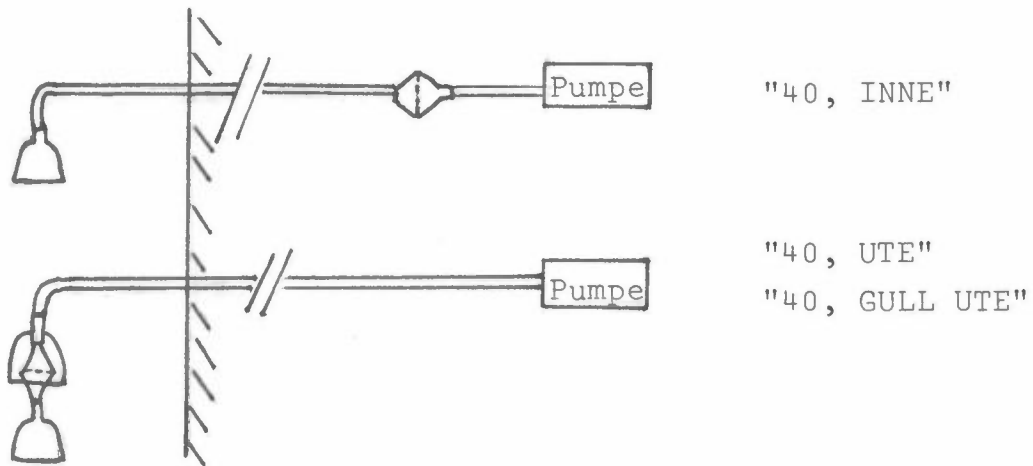 Pumpe "40, INNE"
"40, UTE"
Pumpe
"40, GULL UTE"